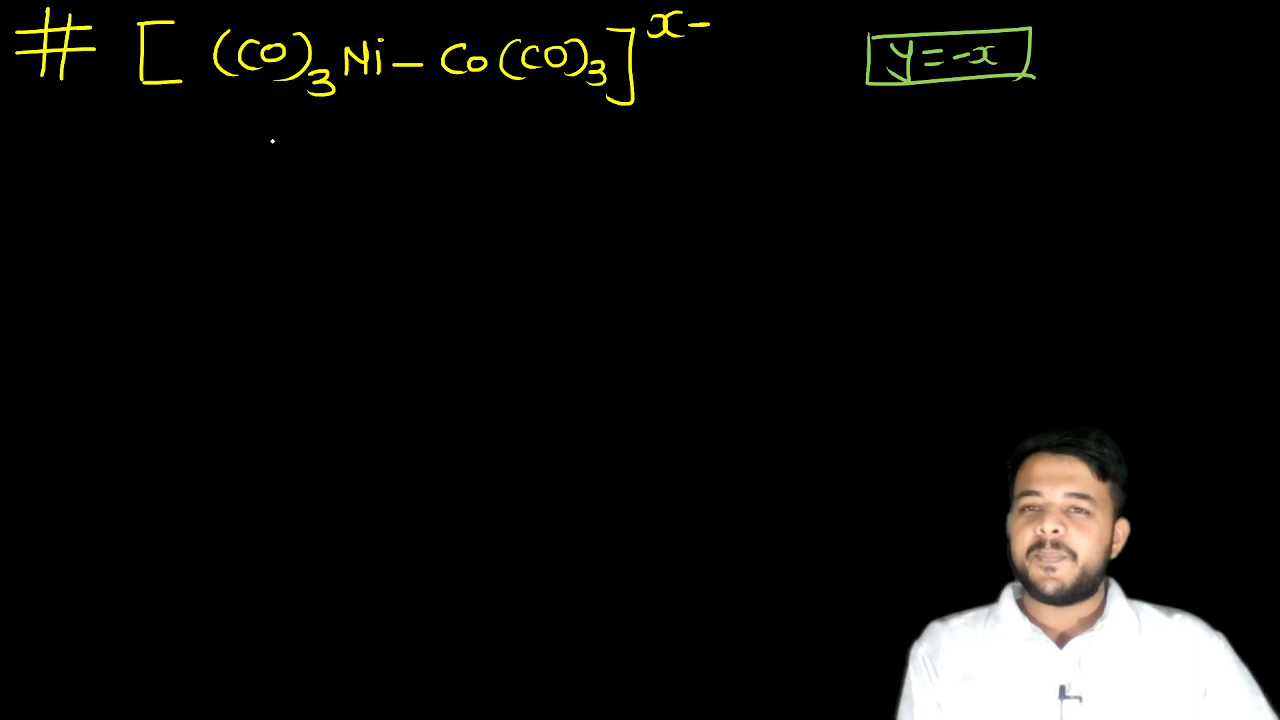 # [(CO)₃Ni–Co(CO)₃]ˣ⁻
y = -x